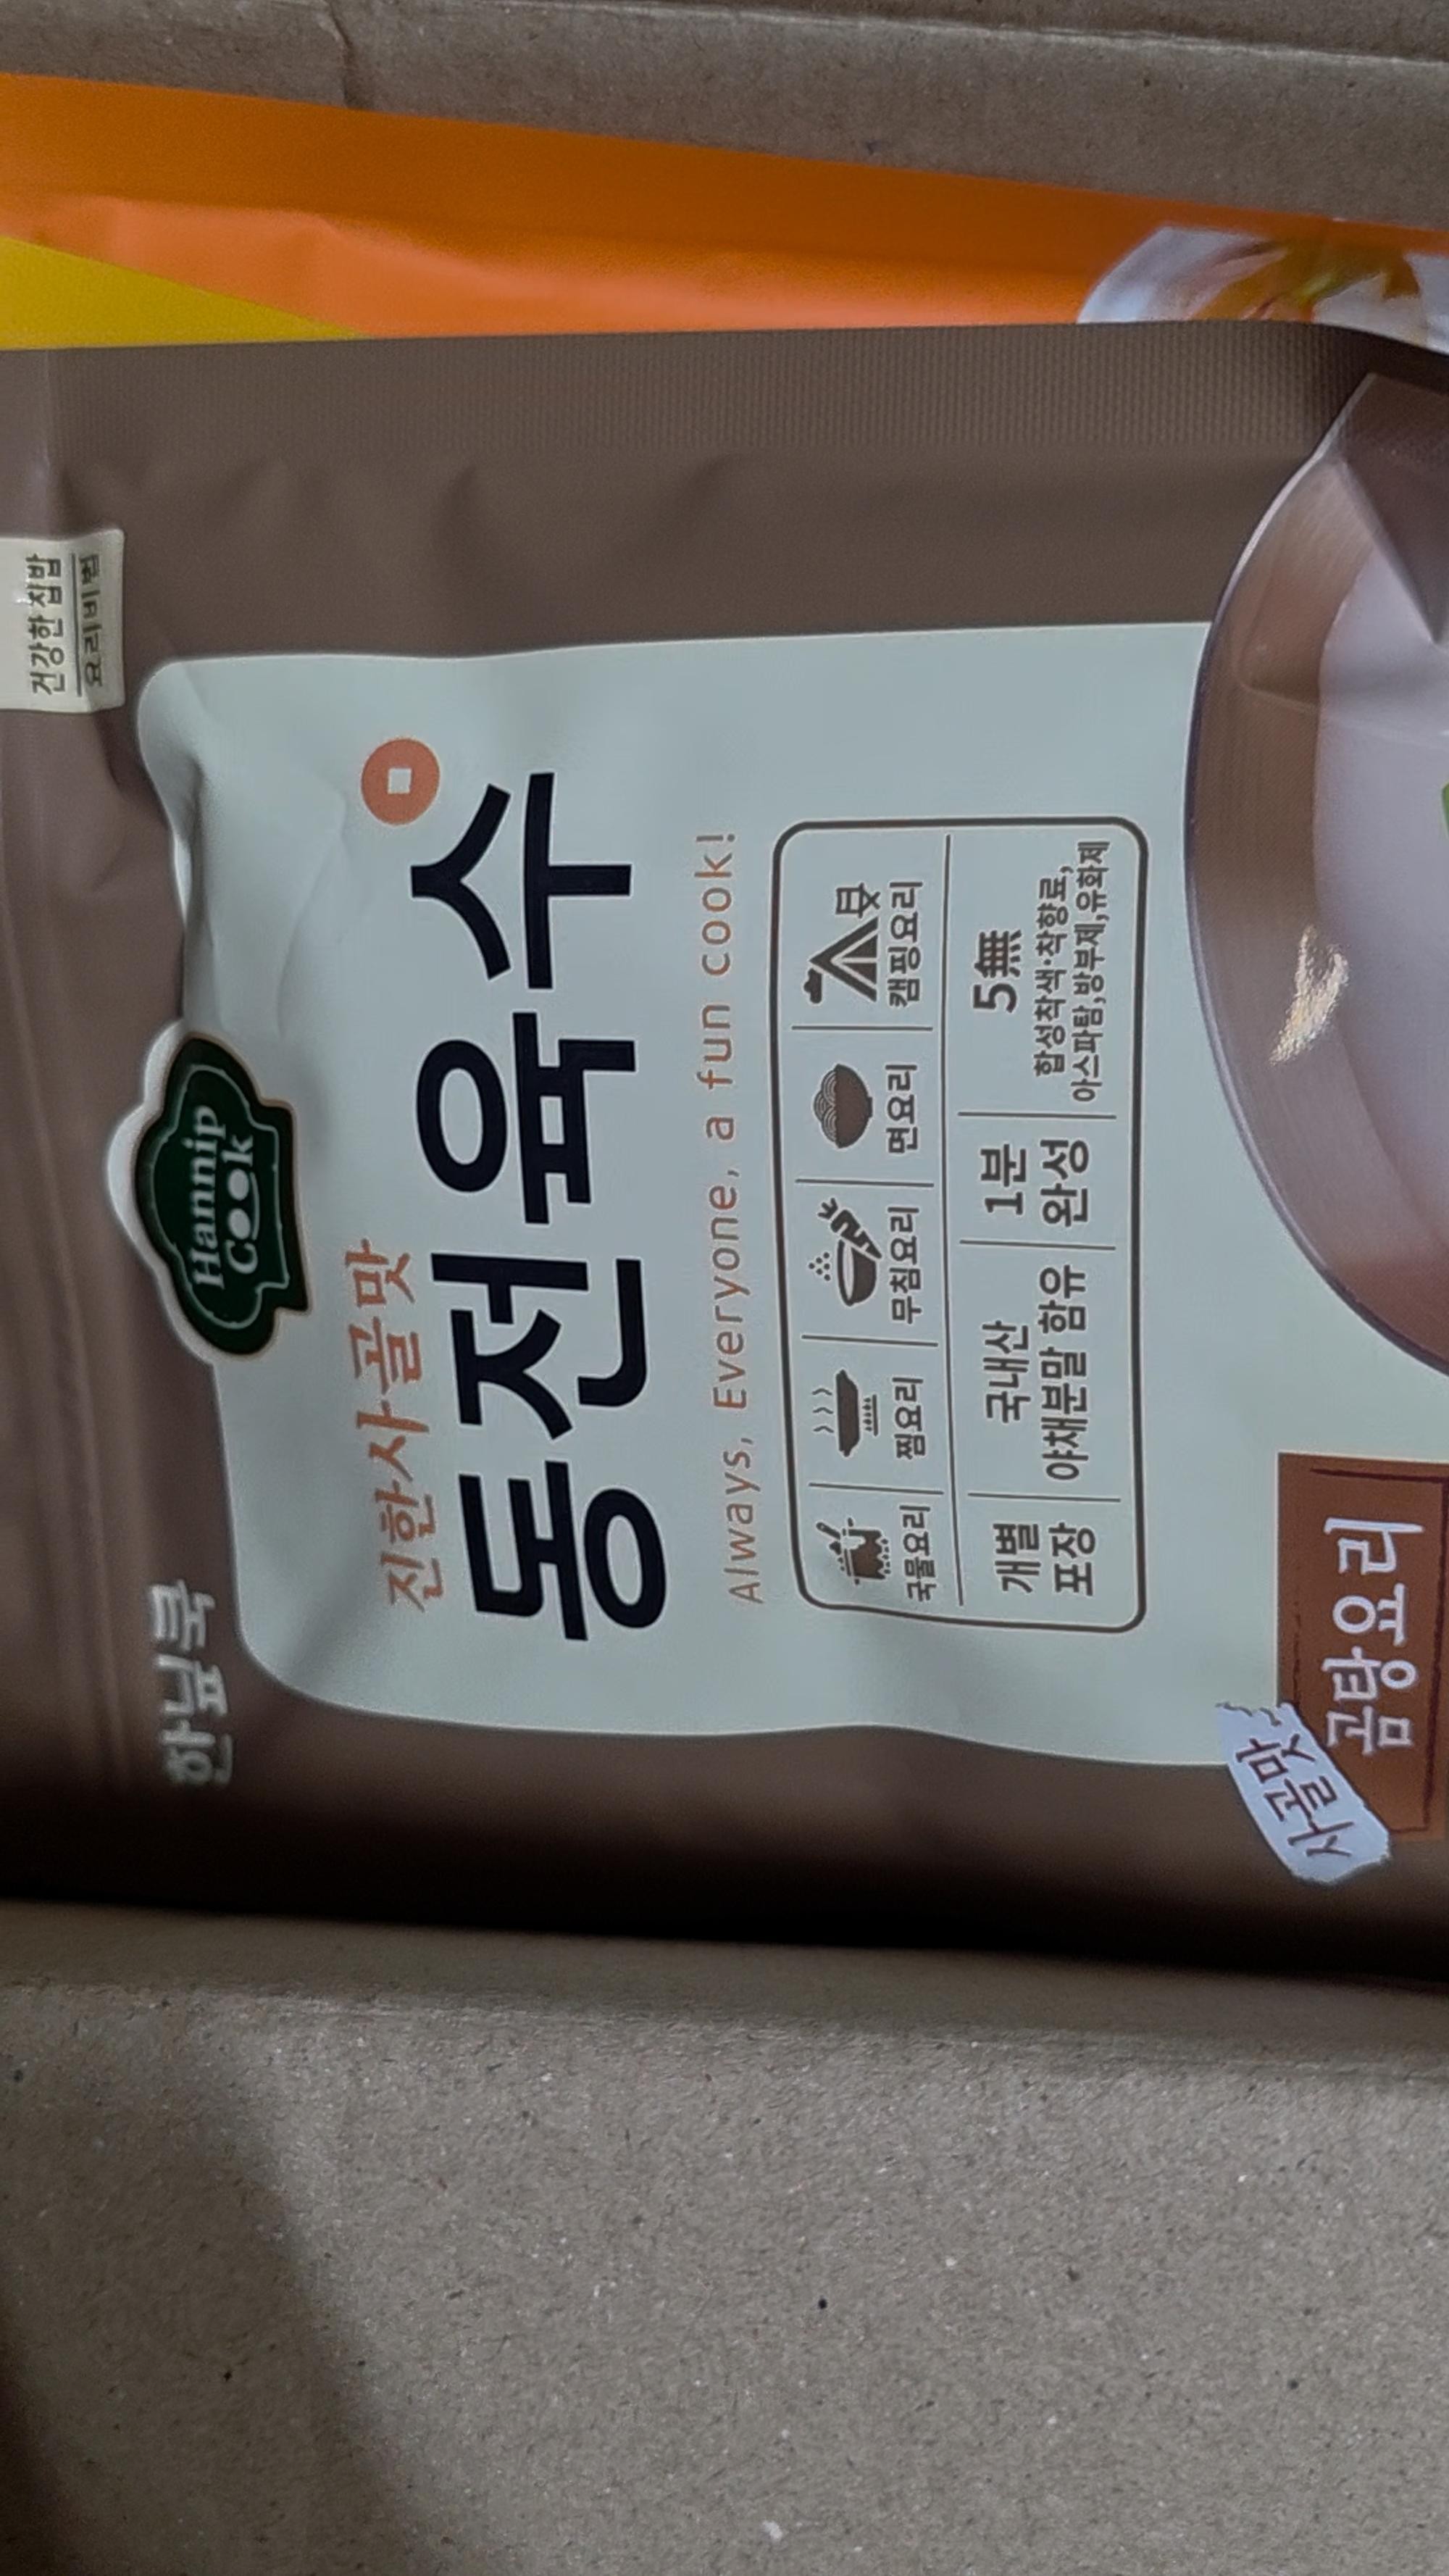 건강한 집밥
요리비법
한닢쿡
Hannip
Cook
진한사골맛
동전육수
Always, Everyone, a fun cook!
국물요리 찜요리 무침요리 면요리 캠핑요리
개별
포장
국내산
야채분말 함유
1분
완성
5無
합성착색·착향료,
아스파탐,방부제,유화제
사골맛
곰탕요리